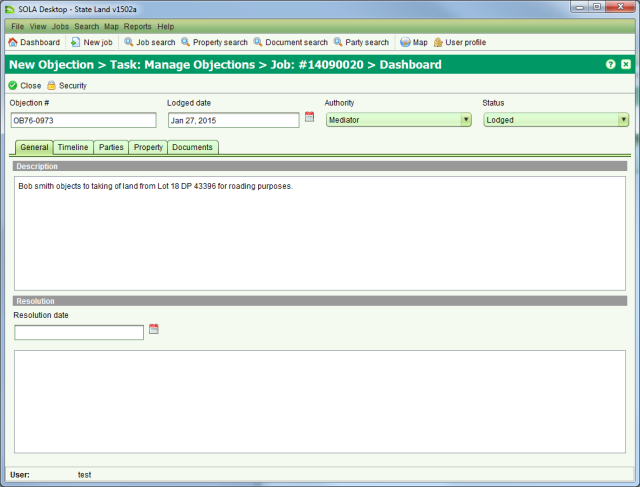 SOLA Desktop - State Land v1502a
File View Jobs Search Map Reports Help
Dashboard New job Job search Property search Document search Party search Map User profile
New Objection > Task: Manage Objections > Job: #14090020 > Dashboard
Close Security
Objection # Lodged date Authority Status
OB76-0973 Jan 27, 2015 Mediator Lodged
General Timeline Parties Property Documents
Description
Bob smith objects to taking of land from Lot 18 DP 43396 for roading purposes.
Resolution
Resolution date
User: test